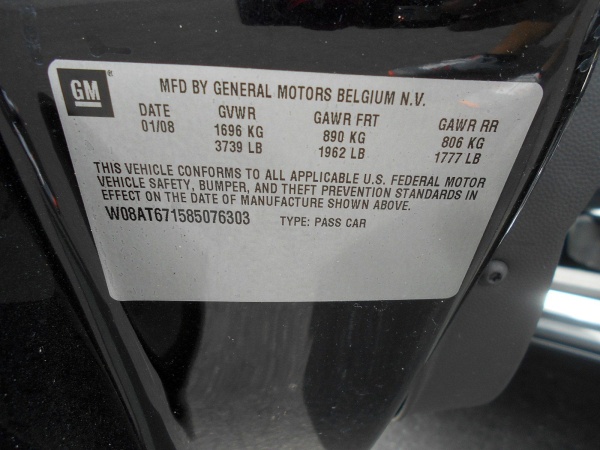 GM
MFD BY GENERAL MOTORS BELGIUM N.V.
DATE GVWR GAWR FRT GAWR RR
01/08 1696 KG 890 KG 806 KG
3739 LB 1962 LB 1777 LB
THIS VEHICLE CONFORMS TO ALL APPLICABLE U.S. FEDERAL MOTOR
VEHICLE SAFETY, BUMPER, AND THEFT PREVENTION STANDARDS IN
EFFECT ON THE DATE OF MANUFACTURE SHOWN ABOVE.
W08AT671585076303 TYPE: PASS CAR